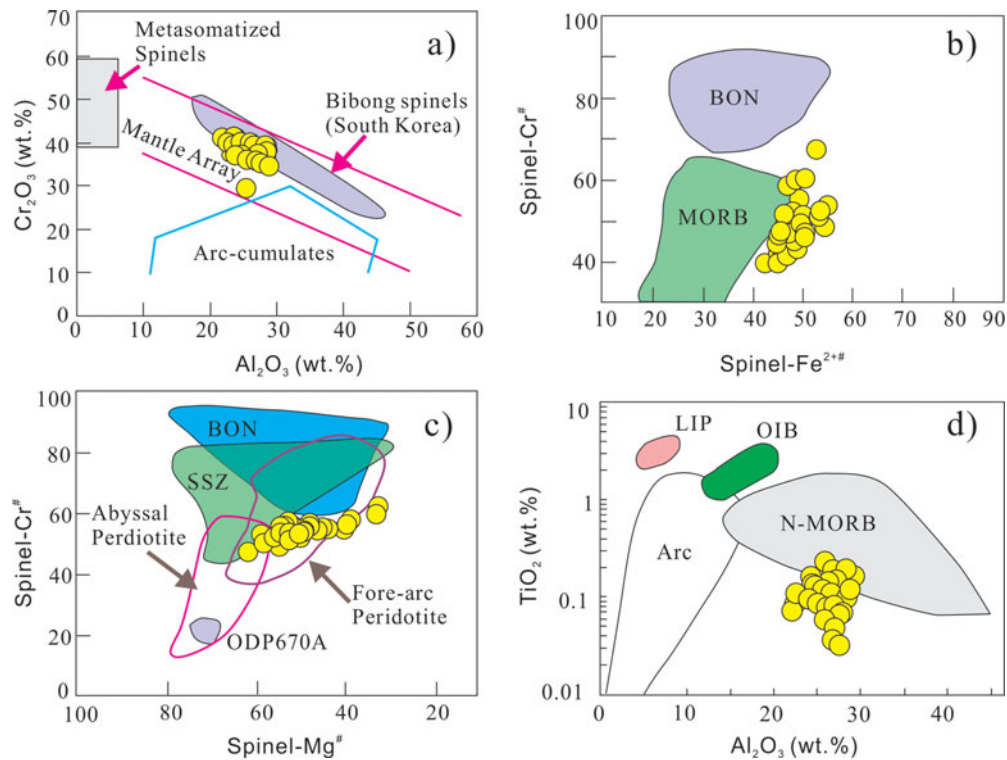 a)
Cr₂O₃ (wt.%)
70
60
50
40
30
20
10
0
Metasomatized
Spinels
Bibong spinels
(South Korea)
Mantle Array
Arc-cumulates
0 10 20 30 40 50 60
Al₂O₃ (wt.%)
b)
Spinel-Cr#
100
80
60
40
BON
MORB
10 20 30 40 50 60 70 80 90
Spinel-Fe²⁺#
c)
Spinel-Cr#
100
80
60
40
20
0
BON
SSZ
Abyssal
Perdiotite
Fore-arc
Peridotite
ODP670A
100 80 60 40 20
Spinel-Mg#
d)
TiO₂ (wt.%)
10
1
0.1
0.01
LIP
OIB
Arc
N-MORB
0 10 20 30 40
Al₂O₃ (wt.%)